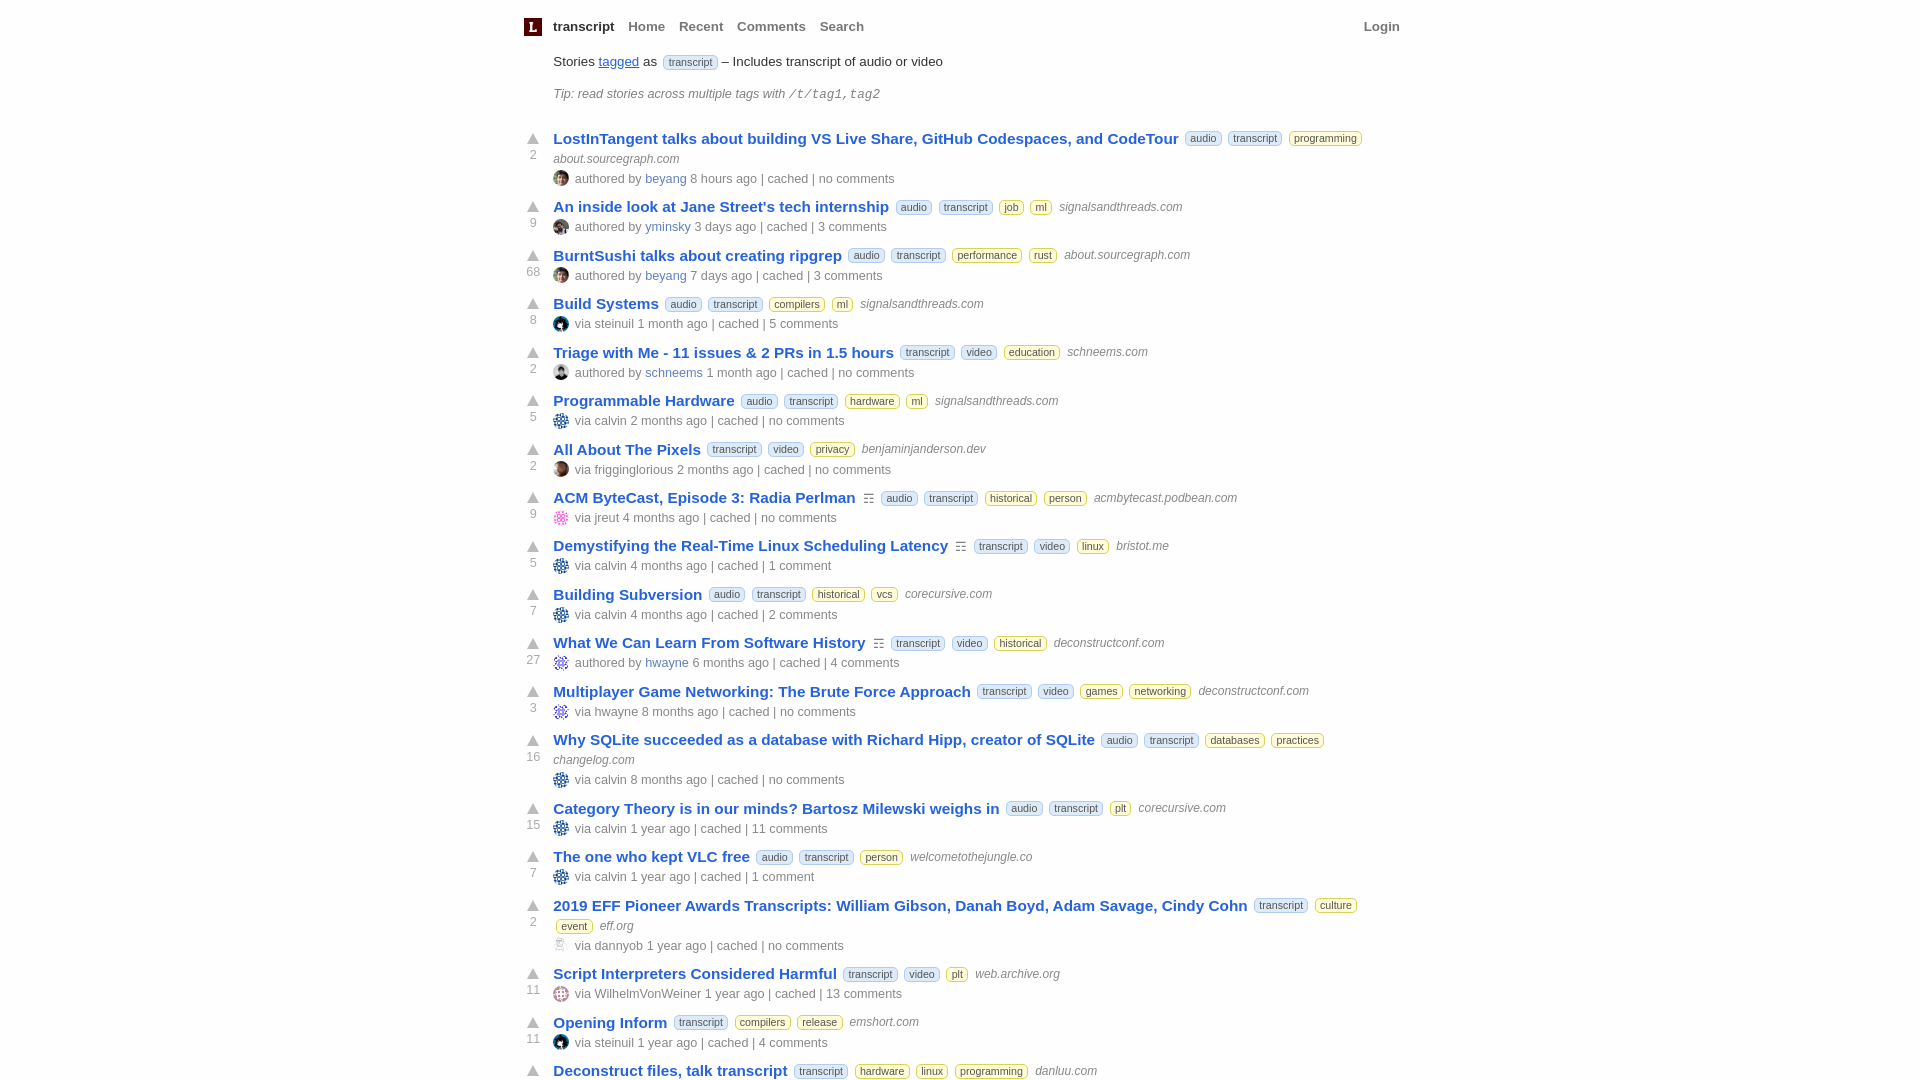 L transcript Home Recent Comments Search Login
Stories tagged as transcript – Includes transcript of audio or video
Tip: read stories across multiple tags with /t/tag1,tag2
LostInTangent talks about building VS Live Share, GitHub Codespaces, and CodeTour audio transcript programming
2 about.sourcegraph.com
authored by beyang 8 hours ago | cached | no comments
An inside look at Jane Street's tech internship audio transcript job ml signalsandthreads.com
9 authored by yminsky 3 days ago | cached | 3 comments
BurntSushi talks about creating ripgrep audio transcript performance rust about.sourcegraph.com
68 authored by beyang 7 days ago | cached | 3 comments
Build Systems audio transcript compilers ml signalsandthreads.com
8 via steinuil 1 month ago | cached | 5 comments
Triage with Me - 11 issues & 2 PRs in 1.5 hours transcript video education schneems.com
2 authored by schneems 1 month ago | cached | no comments
Programmable Hardware audio transcript hardware ml signalsandthreads.com
5 via calvin 2 months ago | cached | no comments
All About The Pixels transcript video privacy benjaminjanderson.dev
2 via frigginglorious 2 months ago | cached | no comments
ACM ByteCast, Episode 3: Radia Perlman ☶ audio transcript historical person acmbytecast.podbean.com
9 via jreut 4 months ago | cached | no comments
Demystifying the Real-Time Linux Scheduling Latency ☶ transcript video linux bristot.me
5 via calvin 4 months ago | cached | 1 comment
Building Subversion audio transcript historical vcs corecursive.com
7 via calvin 4 months ago | cached | 2 comments
What We Can Learn From Software History ☶ transcript video historical deconstructconf.com
27 authored by hwayne 6 months ago | cached | 4 comments
Multiplayer Game Networking: The Brute Force Approach transcript video games networking deconstructconf.com
3 via hwayne 8 months ago | cached | no comments
Why SQLite succeeded as a database with Richard Hipp, creator of SQLite audio transcript databases practices
16 changelog.com
via calvin 8 months ago | cached | no comments
Category Theory is in our minds? Bartosz Milewski weighs in audio transcript plt corecursive.com
15 via calvin 1 year ago | cached | 11 comments
The one who kept VLC free audio transcript person welcometothejungle.co
7 via calvin 1 year ago | cached | 1 comment
2019 EFF Pioneer Awards Transcripts: William Gibson, Danah Boyd, Adam Savage, Cindy Cohn transcript culture
2 event eff.org
via dannyob 1 year ago | cached | no comments
Script Interpreters Considered Harmful transcript video plt web.archive.org
11 via WilhelmVonWeiner 1 year ago | cached | 13 comments
Opening Inform transcript compilers release emshort.com
11 via steinuil 1 year ago | cached | 4 comments
Deconstruct files, talk transcript transcript hardware linux programming danluu.com